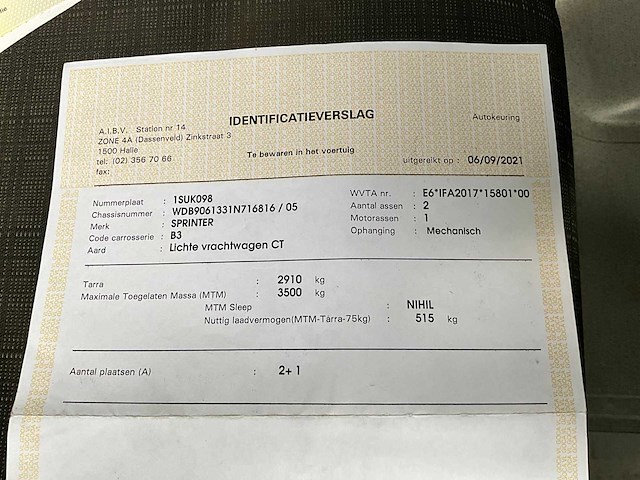 IDENTIFICATIEVERSLAG
Autokeuring
A.I.B.V. Station nr 14
ZONE 4A (Dassenveld) Zinkstraat 3
1500 Halle
tel: (02) 356 70 66
fax:
Te bewaren in het voertuig
uitgereikt op : 06/09/2021
Nummerplaat : 1SUK098
Chassisnummer : WDB9061331N716816 / 05
Merk : SPRINTER
Code carrosserie : B3
Aard : Lichte vrachtwagen CT
WVTA nr. : E6*IFA2017*15801*00
Aantal assen : 2
Motorassen : 1
Ophanging : Mechanisch
Tarra : 2910 kg
Maximale Toegelaten Massa (MTM) : 3500 kg
MTM Sleep : NIHIL
Nuttig laadvermogen(MTM-Tarra-75kg) : 515 kg
Aantal plaatsen (A) : 2+ 1